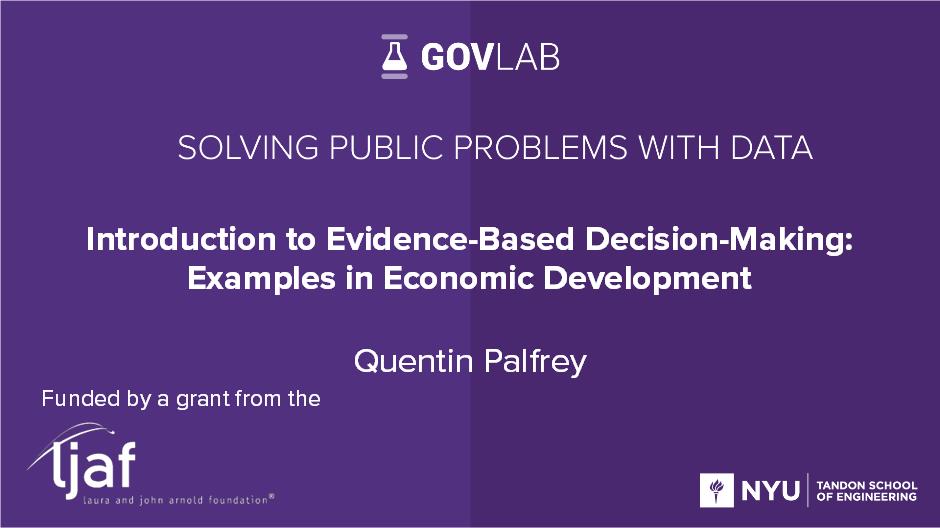 GOVLAB
SOLVING PUBLIC PROBLEMS WITH DATA
Introduction to Evidence-Based Decision-Making:
Examples in Economic Development
Quentin Palfrey
Funded by a grant from the
ljaf
laura and john arnold foundation®
NYU
TANDON SCHOOL
OF ENGINEERING